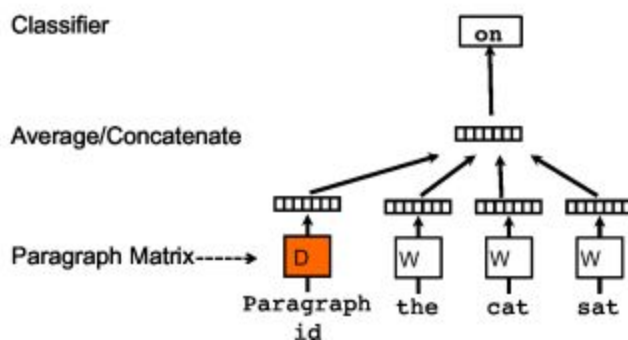 Classifier
on
Average/Concatenate
Paragraph Matrix----->
D W W W
Paragraph the cat sat
id